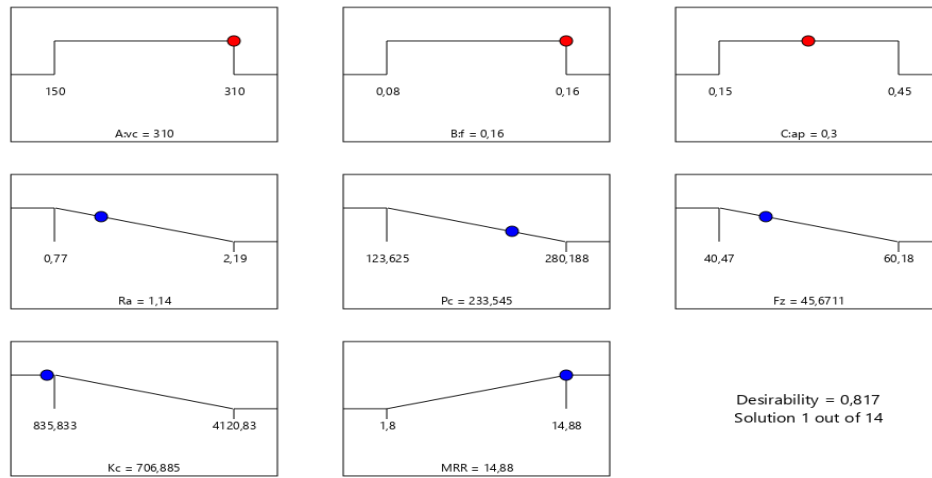 150 310
A:vc = 310
0,08 0,16
B:f = 0,16
0,15 0,45
C:ap = 0,3
0,77 2,19
Ra = 1,14
123,625 280,188
Pc = 233,545
40,47 60,18
Fz = 45,6711
835,833 4120,83
Kc = 706,885
1,8 14,88
MRR = 14,88
Desirability = 0,817
Solution 1 out of 14